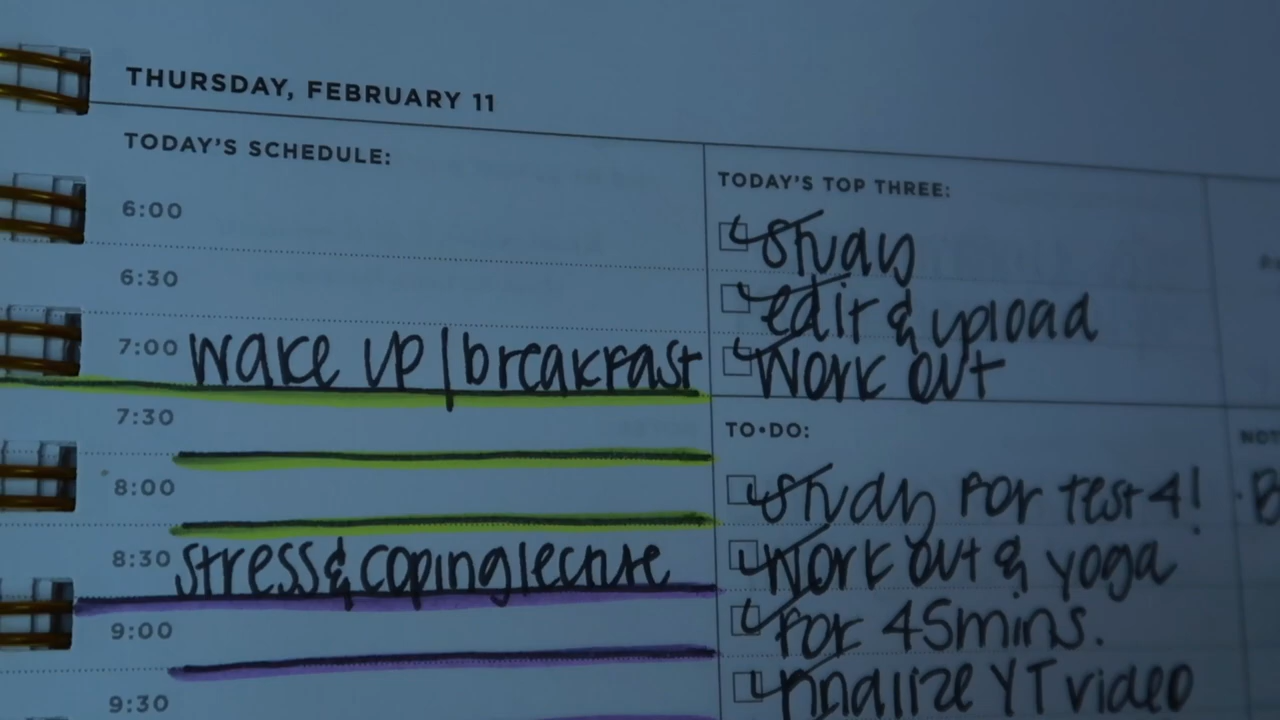 THURSDAY, FEBRUARY 11
TODAY'S SCHEDULE:
6:00
6:30
7:00 wake up | breakfast
7:30
8:00
8:30 stress & coping lecture
9:00
9:30
TODAY'S TOP THREE:
study
edit & upload
work out
TO•DO:
study for test 4!
work out & yoga
for 45mins.
finalize YT video
NOT